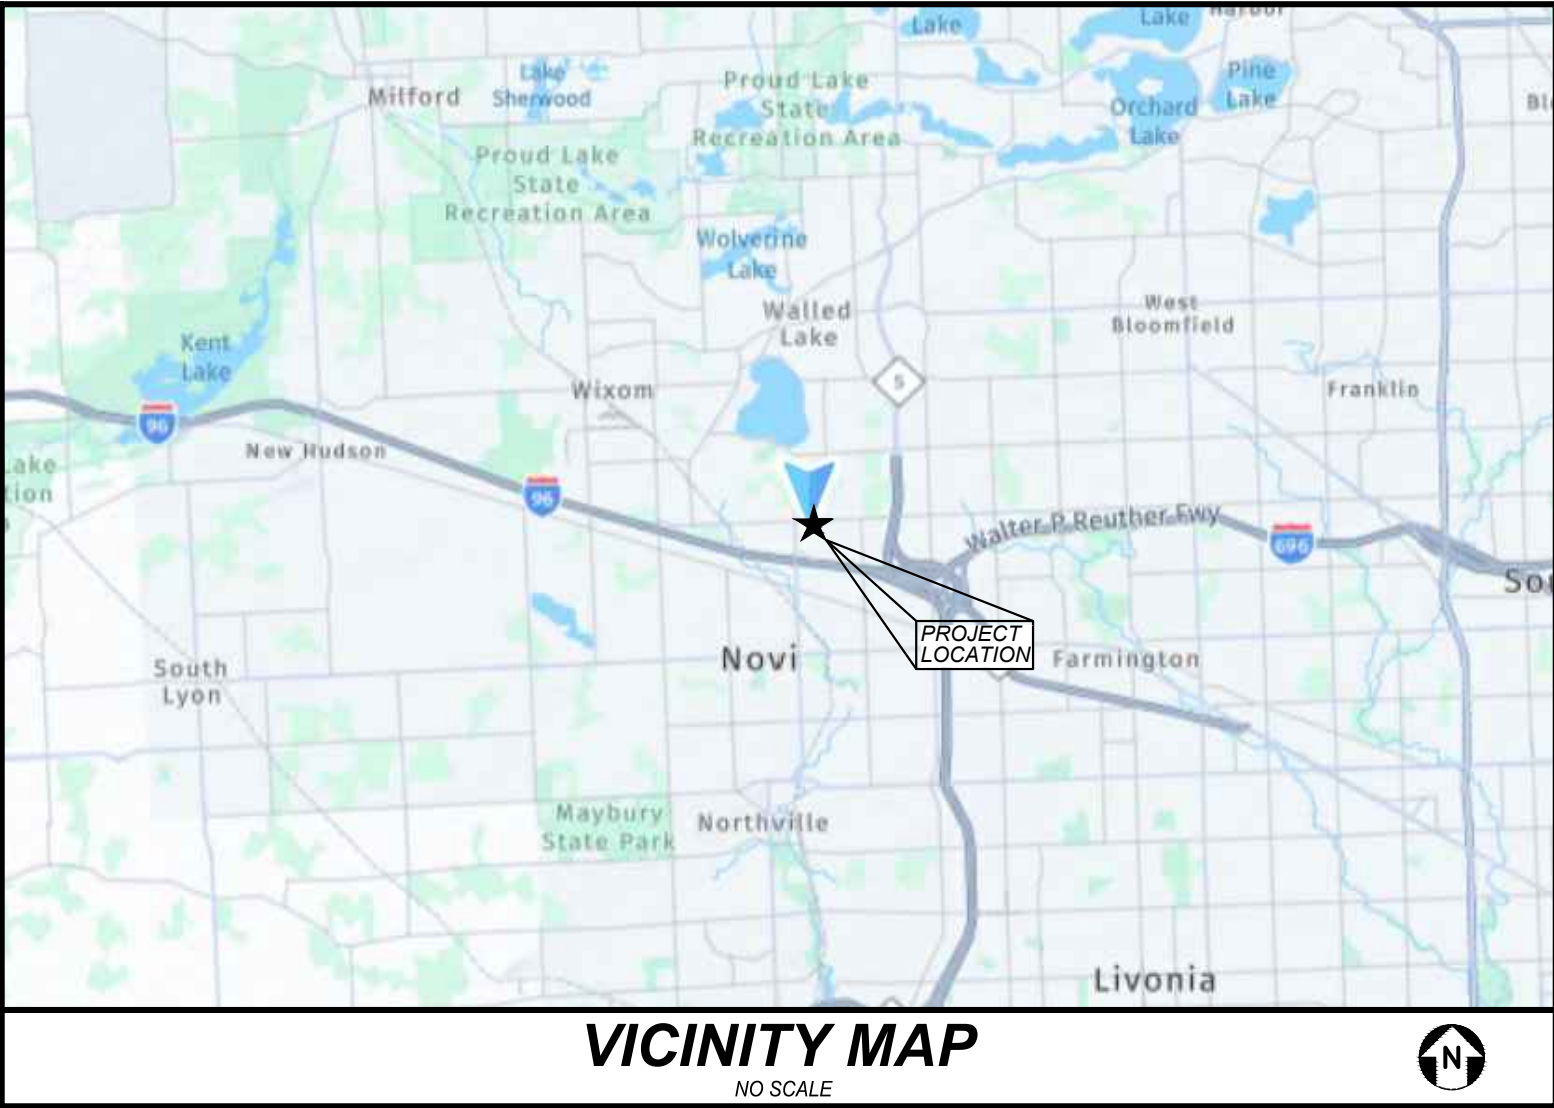 Lake
Lake
Milford
Lake
Sherwood
Proud Lake
State
Recreation Area
Pine
Lake
Orchard
Lake
Proud Lake
State
Recreation Area
Wolverine
Lake
Walled
Lake
West
Bloomfield
Kent
Lake
Wixom
5
Franklin
96
New Hudson
96
Walter P. Reuther Fwy
696
PROJECT
LOCATION
Novi
Farmington
South
Lyon
Maybury
State Park
Northville
Livonia
VICINITY MAP
NO SCALE
N